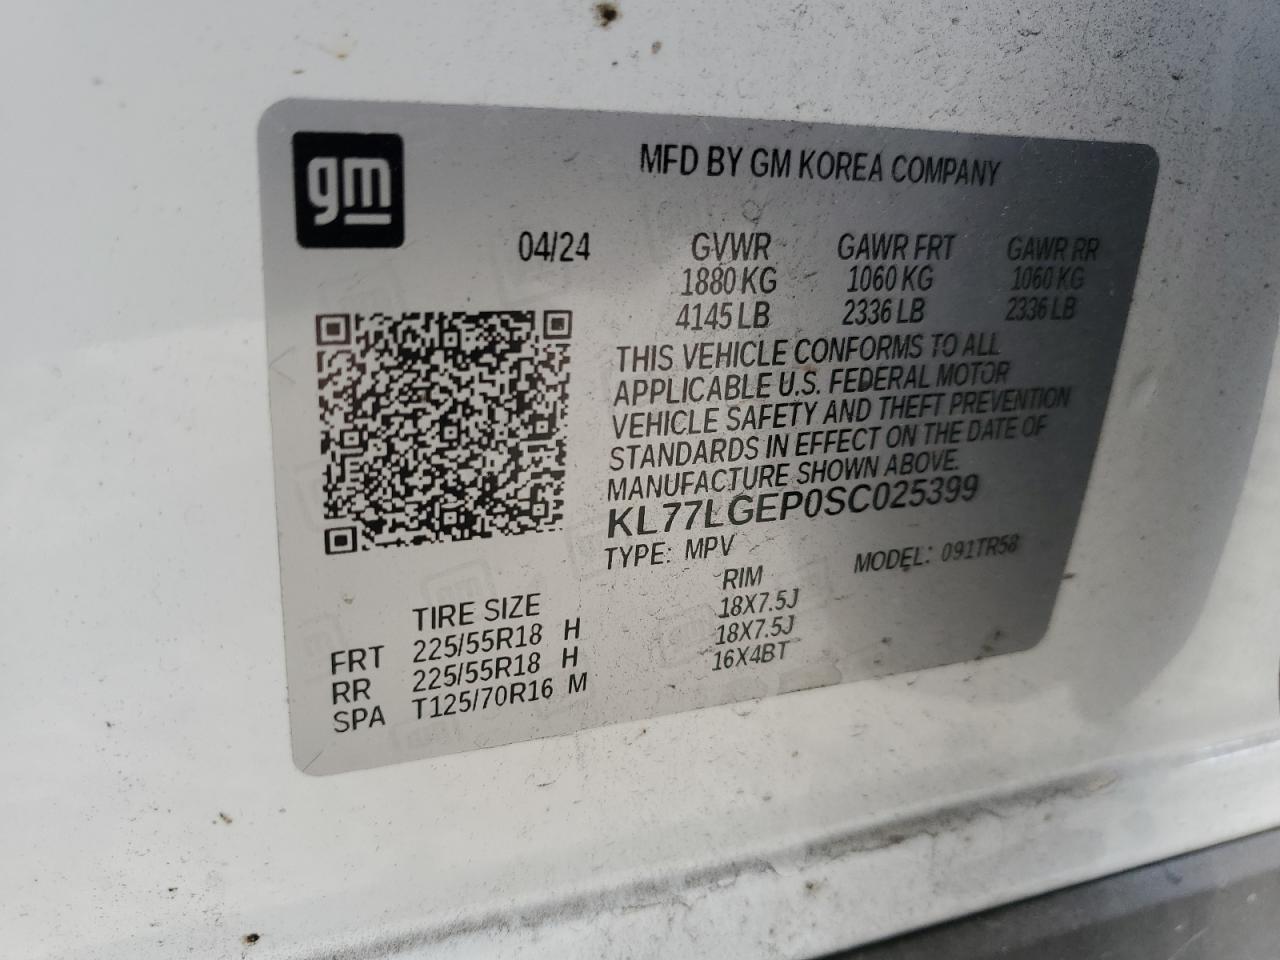 gm
MFD BY GM KOREA COMPANY
04/24 GVWR GAWR FRT GAWR RR
1880 KG 1060 KG 1060 KG
4145 LB 2336 LB 2336 LB
THIS VEHICLE CONFORMS TO ALL
APPLICABLE U.S. FEDERAL MOTOR
VEHICLE SAFETY AND THEFT PREVENTION
STANDARDS IN EFFECT ON THE DATE OF
MANUFACTURE SHOWN ABOVE.
KL77LGEP0SC025399
TYPE: MPV MODEL: 091TR58
TIRE SIZE RIM
FRT 225/55R18 H 18X7.5J
RR 225/55R18 H 18X7.5J
SPA T125/70R16 M 16X4BT